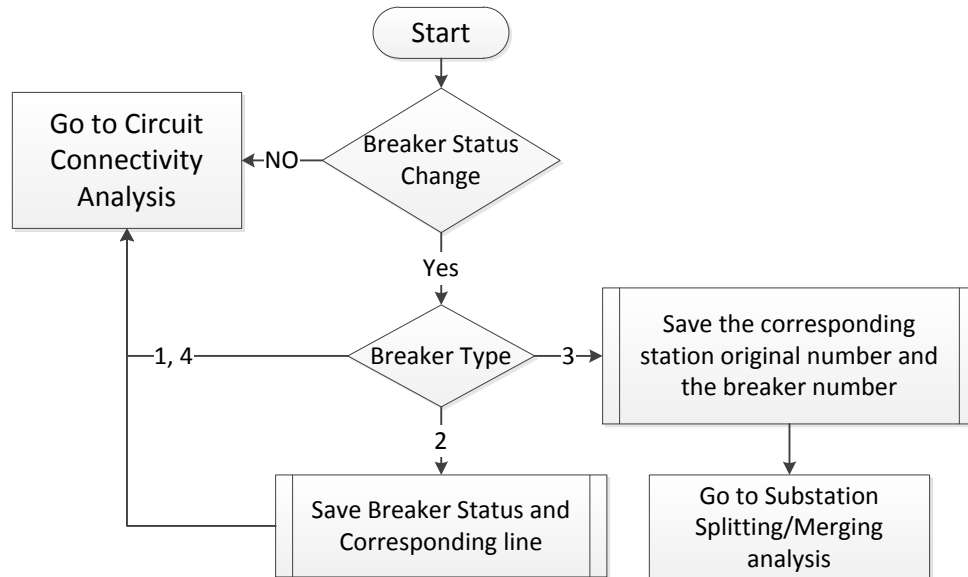 Start
Breaker Status
Change
NO
Go to Circuit
Connectivity
Analysis
Yes
Breaker Type
1, 4
3
Save the corresponding
station original number and
the breaker number
2
Save Breaker Status and
Corresponding line
Go to Substation
Splitting/Merging
analysis